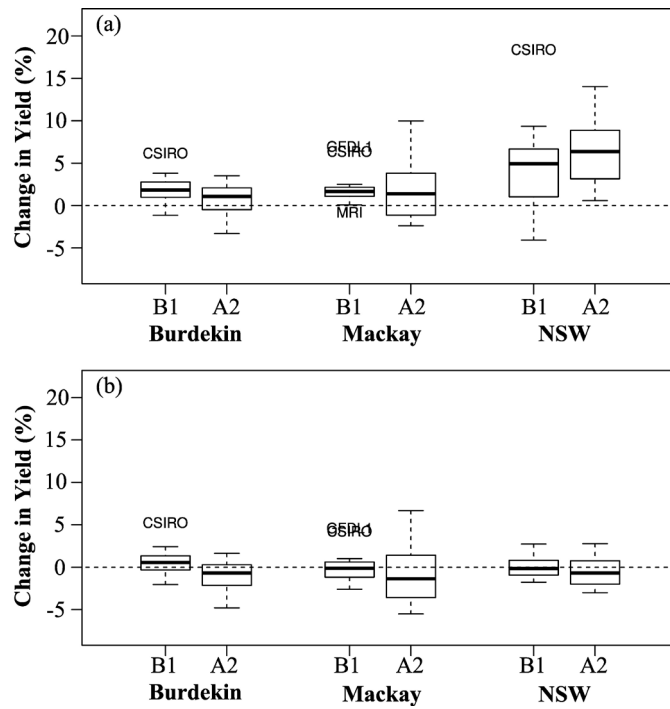 (a)
Change in Yield (%)
20
15
10
5
0
-5
CSIRO
CSIRO
MRI
CSIRO
B1 A2 B1 A2 B1 A2
Burdekin Mackay NSW
(b)
Change in Yield (%)
20
15
10
5
0
-5
CSIRO
CSIRO
B1 A2 B1 A2 B1 A2
Burdekin Mackay NSW